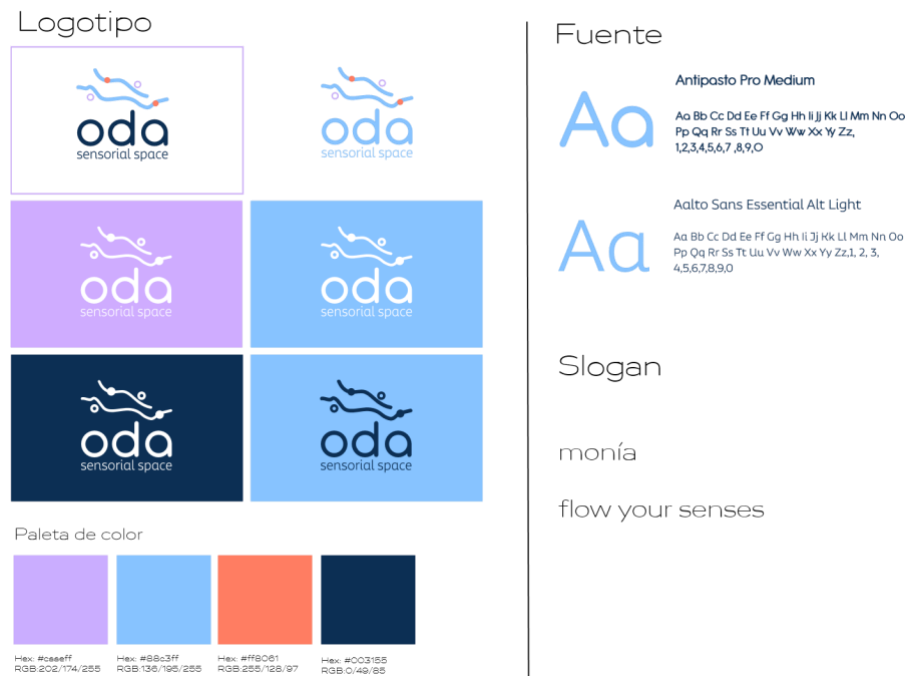 Logotipo
oda
sensorial space
oda
sensorial space
oda
sensorial space
oda
sensorial space
oda
sensorial space
oda
sensorial space
Paleta de color
Hex: #caaeff
RGB:202/174/255
Hex: #88c3ff
RGB:136/195/255
Hex: #ff8061
RGB:255/128/97
Hex: #003155
RGB:0/49/85
Fuente
Aa
Antipasto Pro Medium
Aa Bb Cc Dd Ee Ff Gg Hh Ii Jj Kk Ll Mm Nn Oo
Pp Qq Rr Ss Tt Uu Vv Ww Xx Yy Zz,
1,2,3,4,5,6,7 ,8,9,0
Aa
Aalto Sans Essential Alt Light
Aa Bb Cc Dd Ee Ff Gg Hh Ii Jj Kk Ll Mm Nn Oo
Pp Qq Rr Ss Tt Uu Vv Ww Xx Yy Zz,1, 2, 3,
4,5,6,7,8,9,0
Slogan
monía
flow your senses